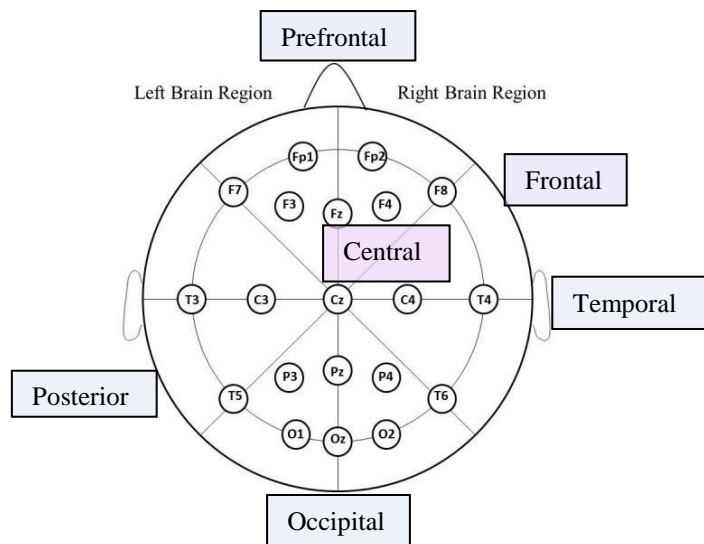 Prefrontal
Left Brain Region Right Brain Region
Fp1 Fp2
F7 F8
Frontal
F3 Fz F4
Central
T3 C3 Cz C4 T4
Temporal
P3 Pz P4
Posterior
T5 T6
O1 Oz O2
Occipital